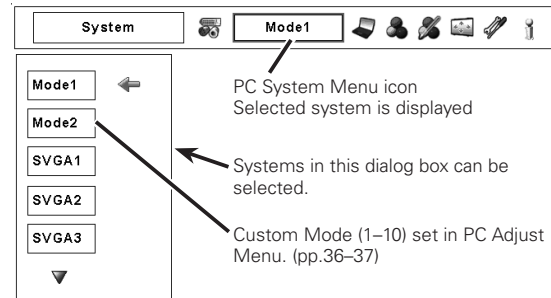 System
Mode1
Mode1
Mode2
SVGA1
SVGA2
SVGA3
PC System Menu icon
Selected system is displayed
Systems in this dialog box can be
selected.
Custom Mode (1–10) set in PC Adjust
Menu. (pp.36–37)